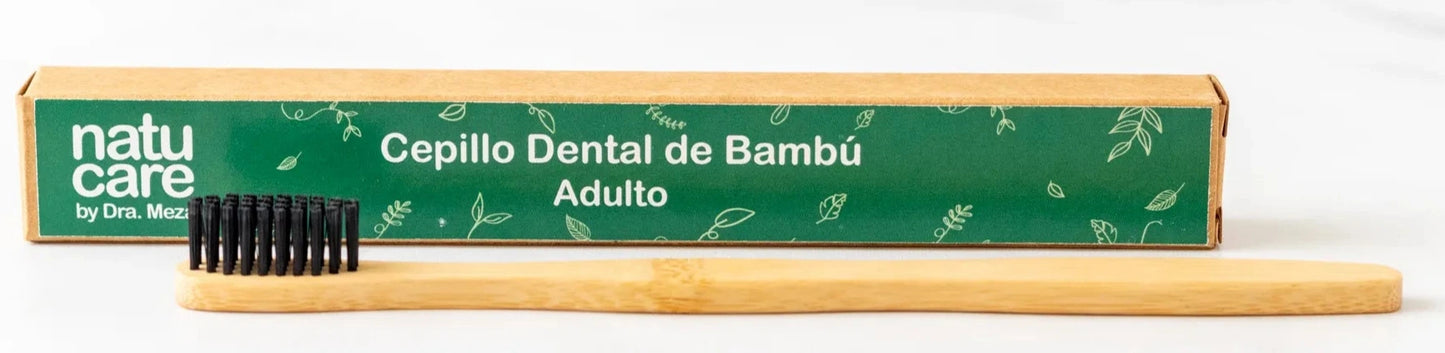 natu
care
by Dra. Meza
Cepillo Dental de Bambú
Adulto